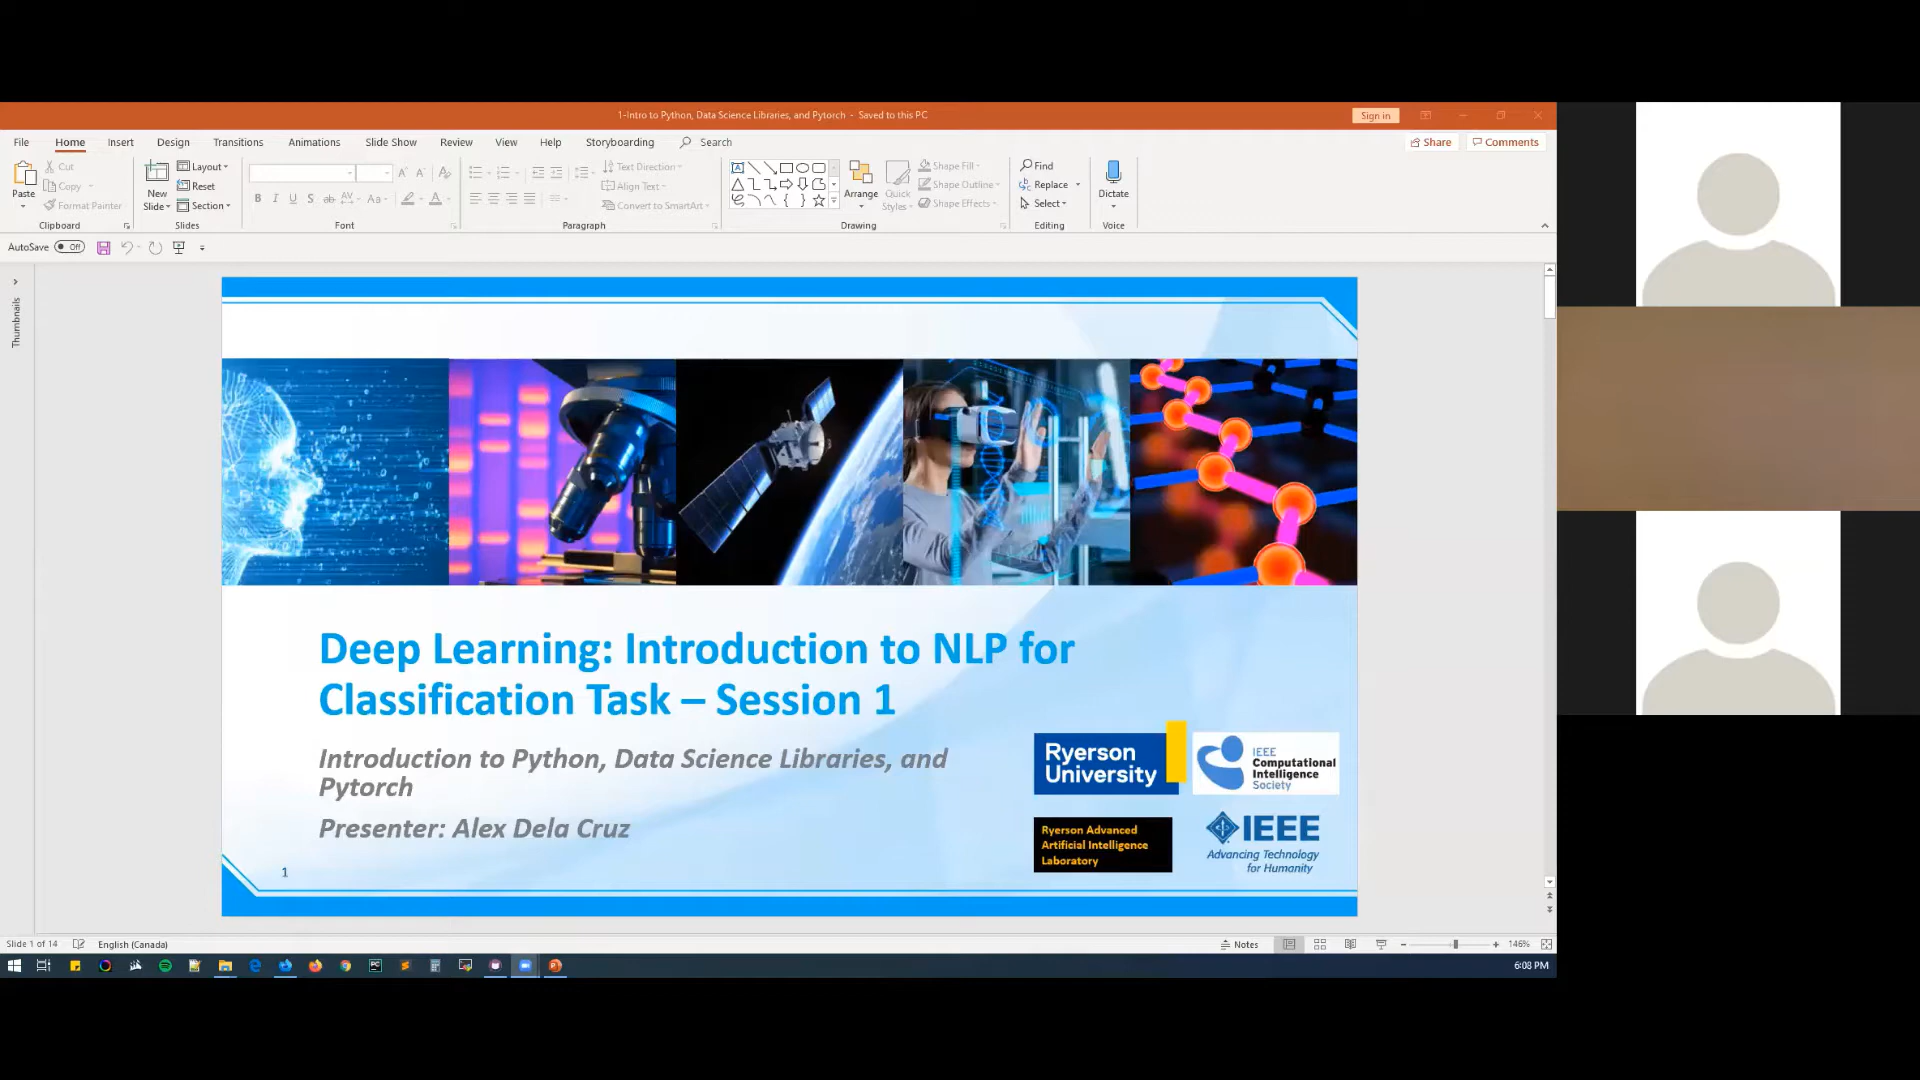 1-Intro to Python, Data Science Libraries, and Pytorch - Saved to this PC
Sign in
File Home Insert Design Transitions Animations Slide Show Review View Help Storyboarding Search
Share Comments
Paste
Cut
Copy
Format Painter
Clipboard
New Slide
Layout
Reset
Section
Slides
Font
Text Direction
Align Text
Convert to SmartArt
Paragraph
Arrange
Quick Styles
Shape Fill
Shape Outline
Shape Effects
Drawing
Find
Replace
Select
Editing
Dictate
Voice
AutoSave Off
Thumbnails
Deep Learning: Introduction to NLP for
Classification Task – Session 1
Introduction to Python, Data Science Libraries, and
Pytorch
Presenter: Alex Dela Cruz
Ryerson
University
IEEE
Computational
Intelligence
Society
Ryerson Advanced
Artificial Intelligence
Laboratory
IEEE
Advancing Technology
for Humanity
1
Slide 1 of 14 English (Canada) Notes 146%
6:08 PM